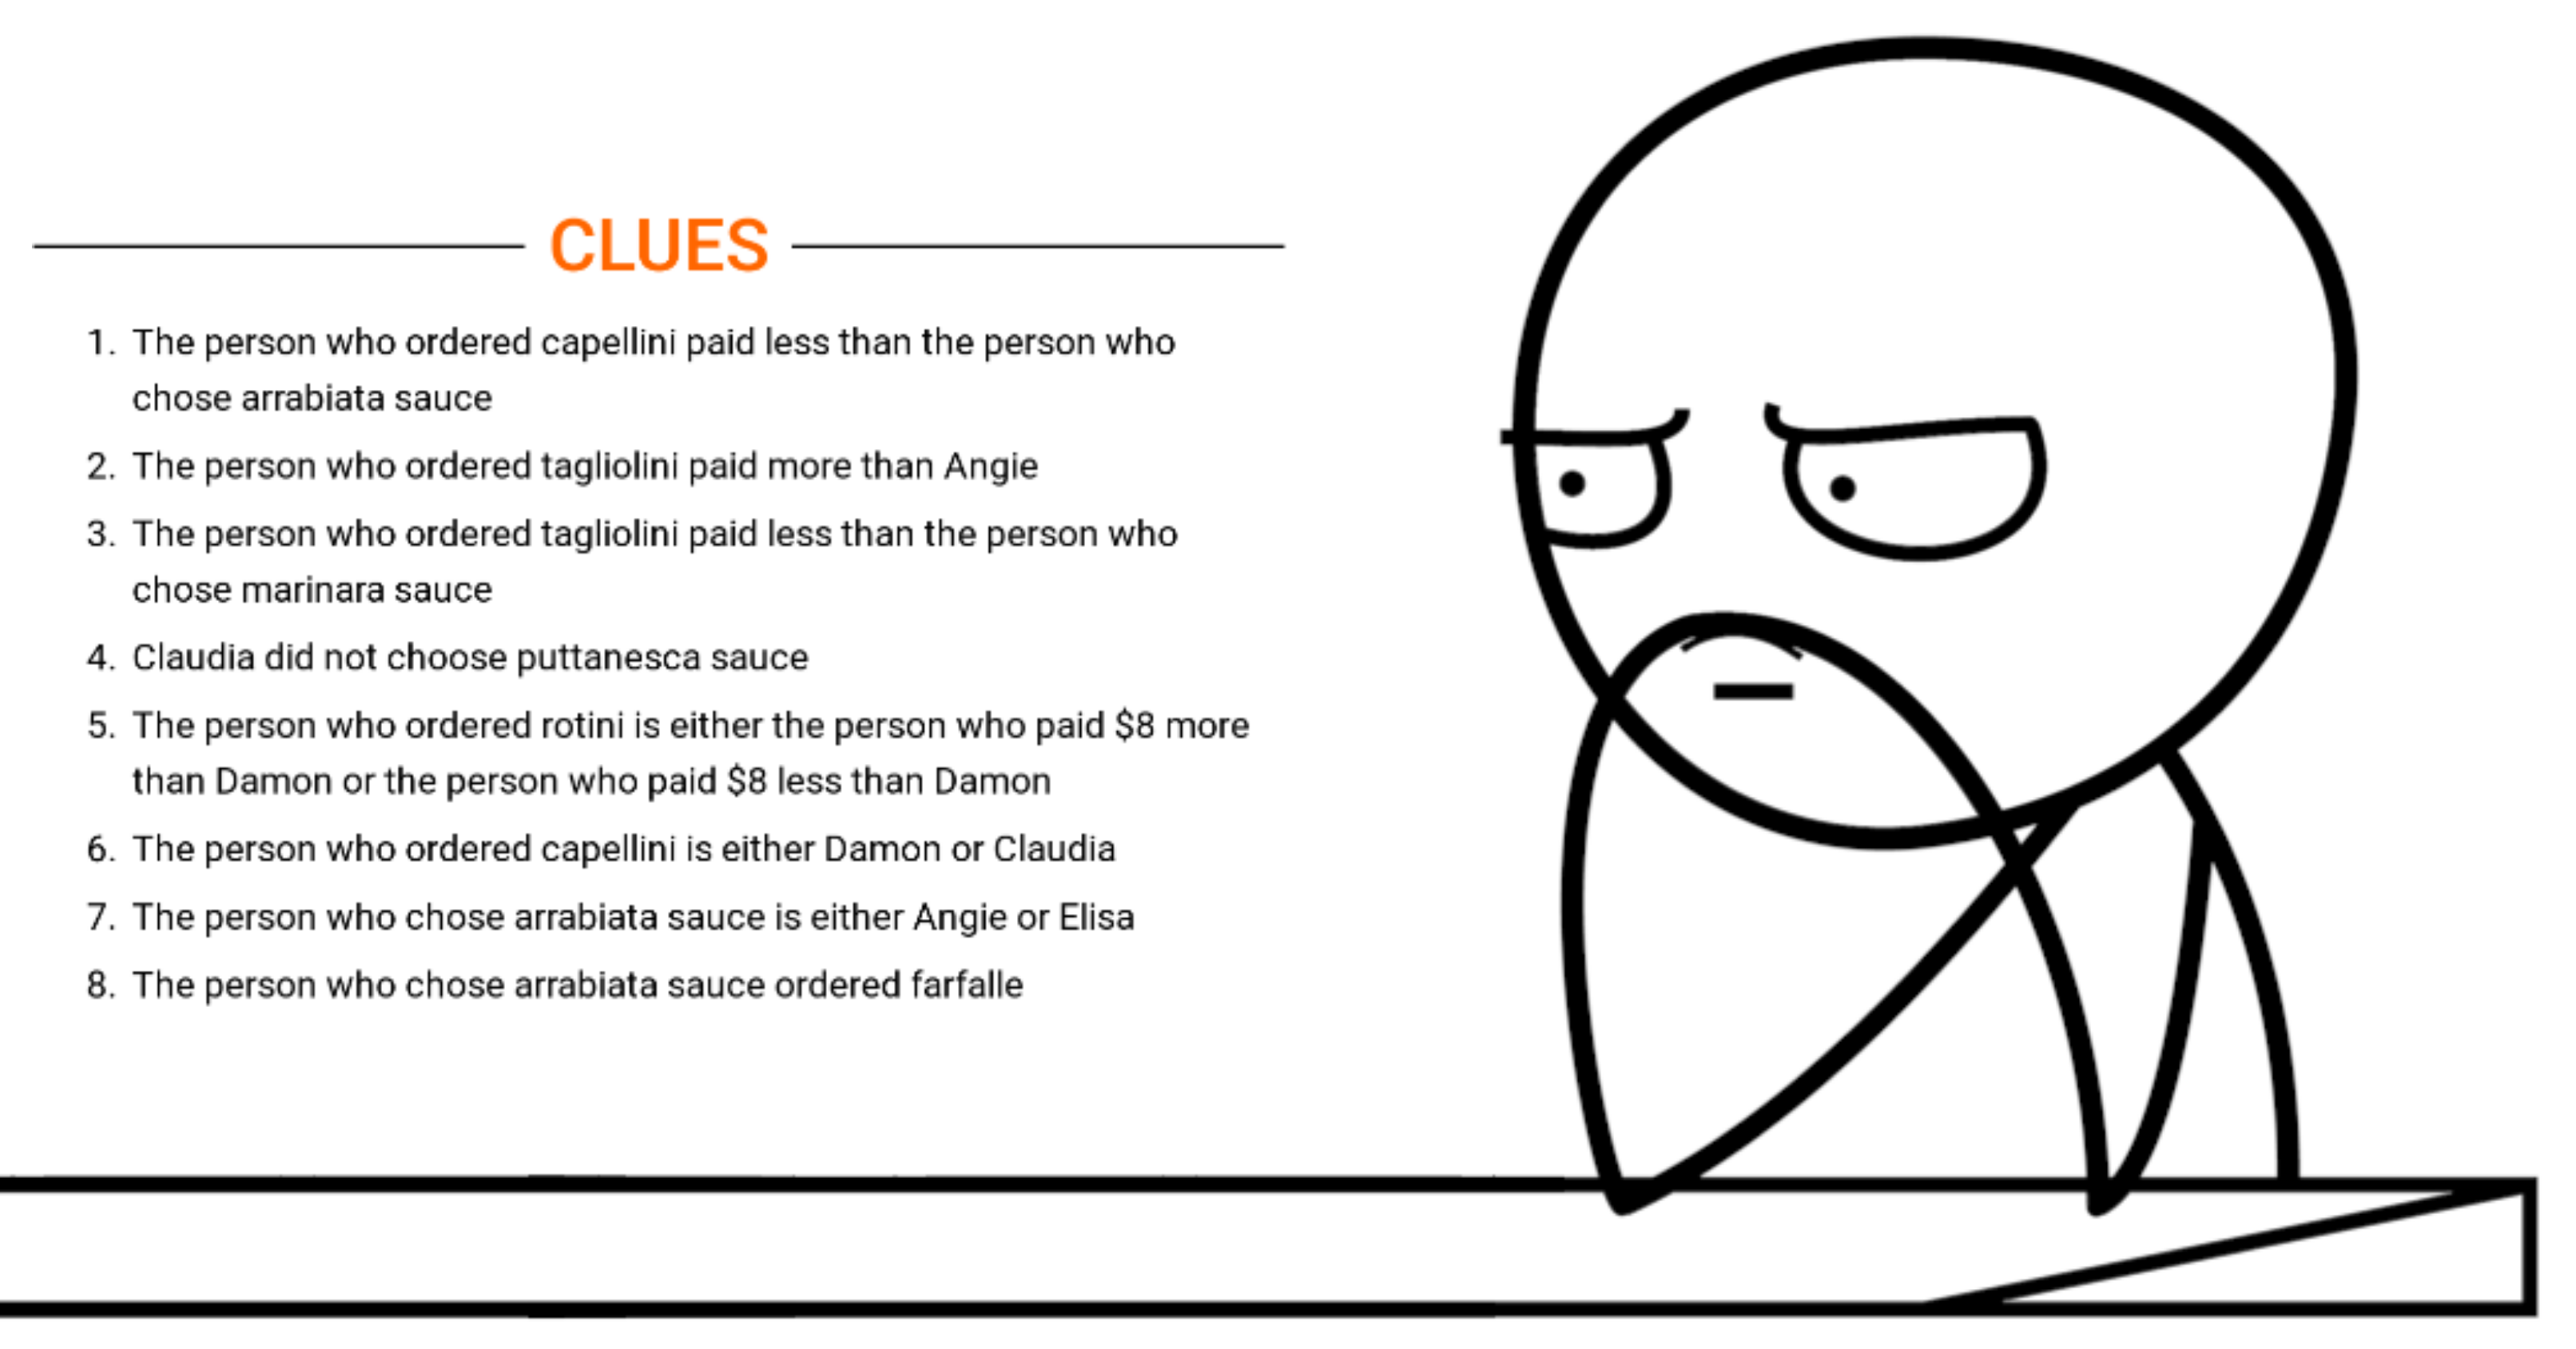 CLUES
1. The person who ordered capellini paid less than the person who
chose arrabiata sauce
2. The person who ordered tagliolini paid more than Angie
3. The person who ordered tagliolini paid less than the person who
chose marinara sauce
4. Claudia did not choose puttanesca sauce
5. The person who ordered rotini is either the person who paid $8 more
than Damon or the person who paid $8 less than Damon
6. The person who ordered capellini is either Damon or Claudia
7. The person who chose arrabiata sauce is either Angie or Elisa
8. The person who chose arrabiata sauce ordered farfalle